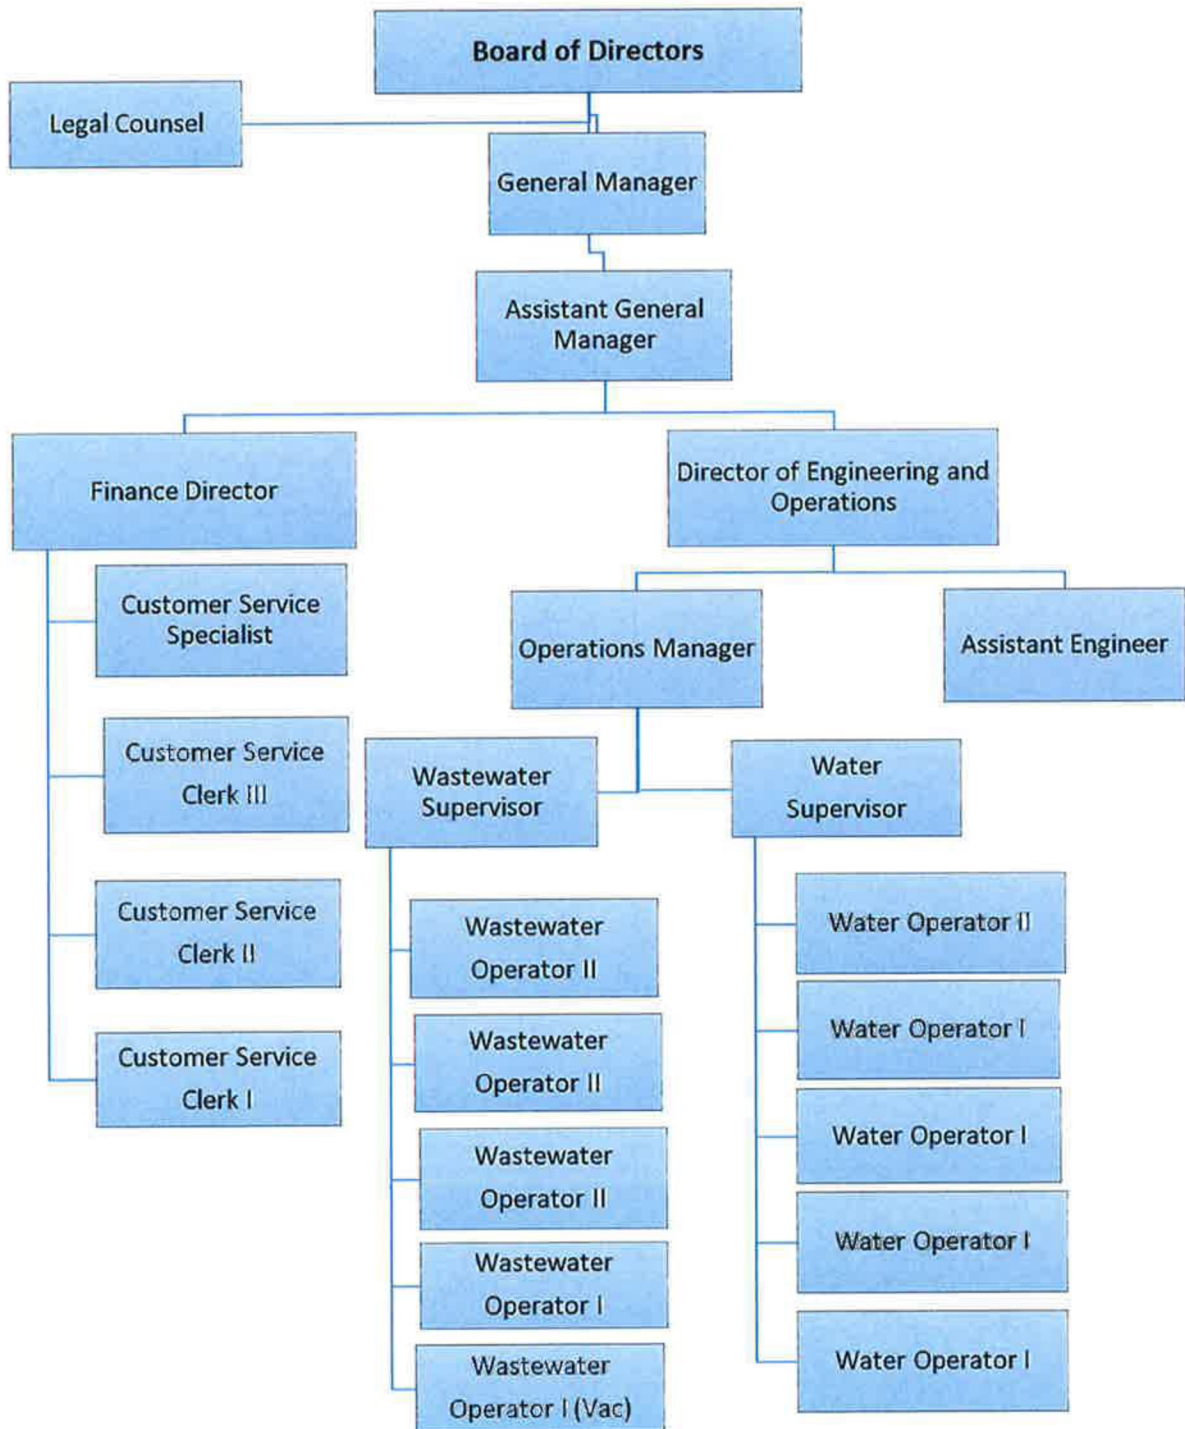 Board of Directors
Legal Counsel
General Manager
Assistant General
Manager
Finance Director
Director of Engineering and
Operations
Customer Service
Specialist
Customer Service
Clerk III
Customer Service
Clerk II
Customer Service
Clerk I
Operations Manager
Assistant Engineer
Wastewater
Supervisor
Water
Supervisor
Wastewater
Operator II
Wastewater
Operator II
Wastewater
Operator II
Wastewater
Operator I
Wastewater
Operator I (Vac)
Water Operator II
Water Operator I
Water Operator I
Water Operator I
Water Operator I